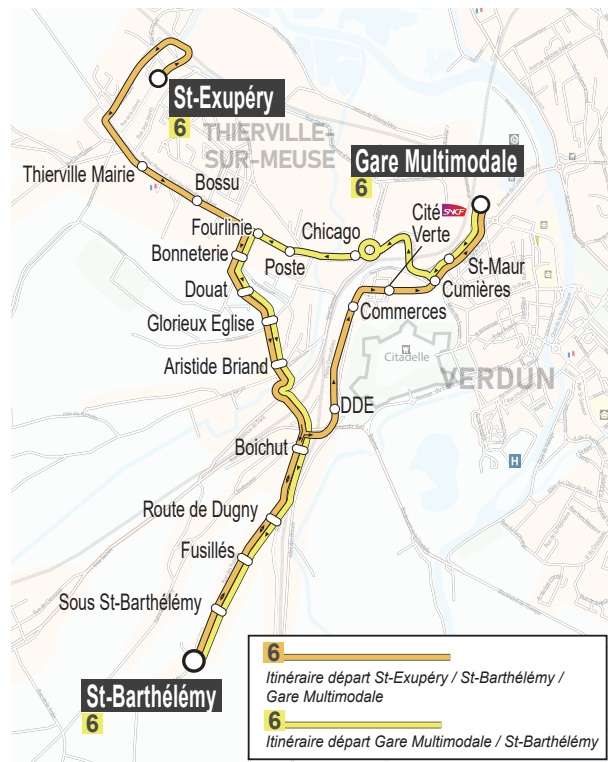 St-Exupéry
6
THIERVILLE-
SUR-MEUSE
Gare Multimodale
6
Thierville Mairie
Bossu
Fourlinie
Chicago
Cité
Verte
SNCF
Bonneterie
Poste
St-Maur
Douat
Cumières
Commerces
Glorieux Eglise
Citadelle
Aristide Briand
VERDUN
DDE
Boichut
H
Route de Dugny
Fusillés
Sous St-Barthélémy
St-Barthélémy
6
6
Itinéraire départ St-Exupéry / St-Barthélémy /
Gare Multimodale
6
Itinéraire départ Gare Multimodale / St-Barthélémy